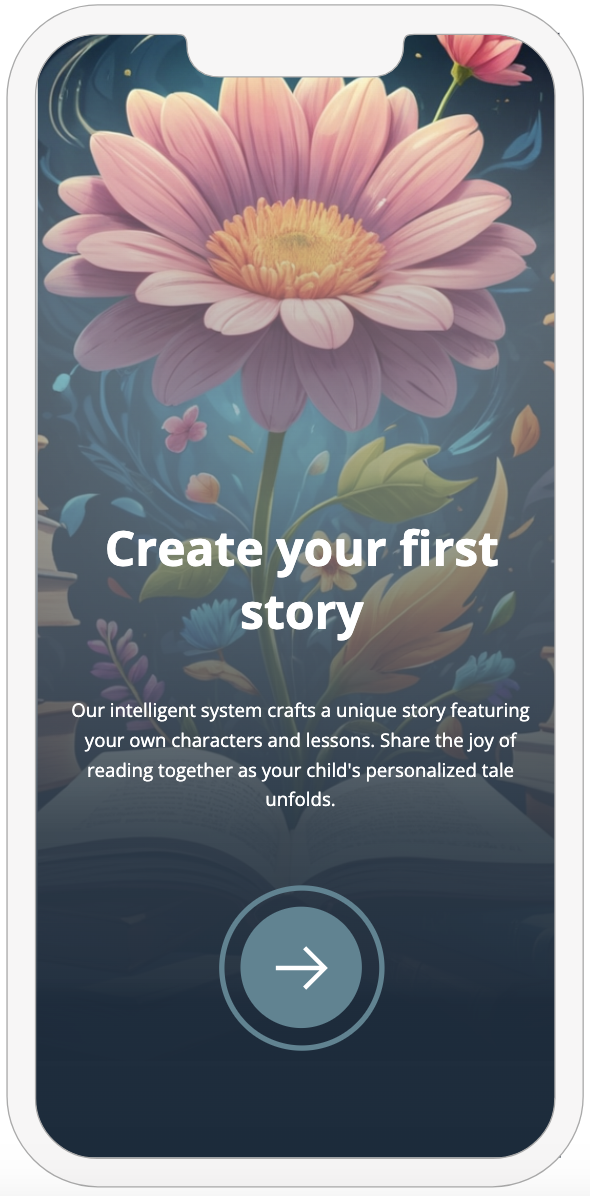 Create your first
story
Our intelligent system crafts a unique story featuring
your own characters and lessons. Share the joy of
reading together as your child's personalized tale
unfolds.